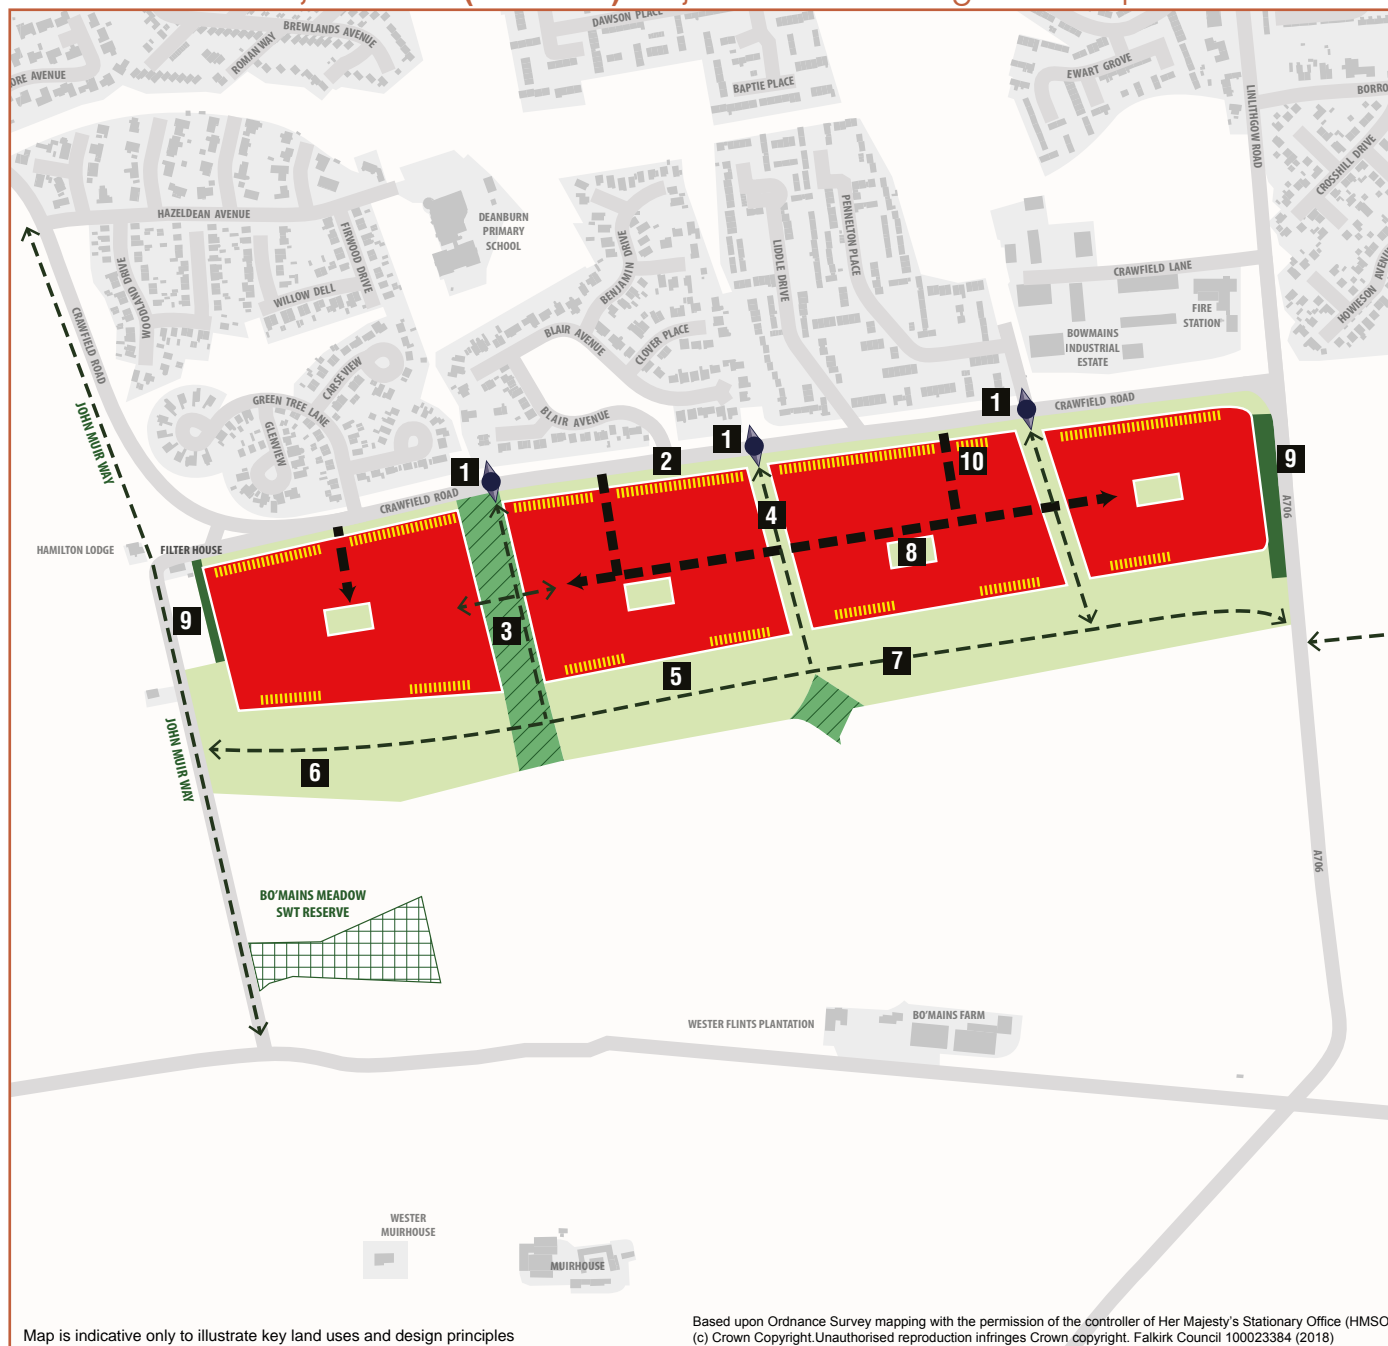 DAWSON PLACE
BREWLANDS AVENUE
ROMAN WAY
ORE AVENUE
BAPTIE PLACE
EWART GROVE
LINLITHGOW ROAD
BORRO
CROSSHILL DRIVE
HAZELDEAN AVENUE
FIRWOOD DRIVE
DEANBURN
PRIMARY
SCHOOL
WOODLAND DRIVE
WILLOW DELL
BENJAMIN DRIVE
LIDDLE DRIVE
PENNELTON PLACE
CRAWFIELD LANE
FIRE
STATION
HOWIESON AVENU
BOWMAINS
INDUSTRIAL
ESTATE
CRAWFIELD ROAD
BLAIR AVENUE
CLOVER PLACE
CARSEVIEW
GREEN TREE LANE
GLENVIEW
BLAIR AVENUE
JOHN MUIR WAY
CRAWFIELD ROAD
CRAWFIELD ROAD
1
1
1
2
10
9
A706
4
HAMILTON LODGE
FILTER HOUSE
8
9
3
7
5
6
JOHN MUIR WAY
A706
BO'MAINS MEADOW
SWT RESERVE
WESTER FLINTS PLANTATION
BO'MAINS FARM
WESTER
MUIRHOUSE
MUIRHOUSE
Map is indicative only to illustrate key land uses and design principles
Based upon Ordnance Survey mapping with the permission of the controller of Her Majesty's Stationary Office (HMSO
(c) Crown Copyright.Unauthorised reproduction infringes Crown copyright. Falkirk Council 100023384 (2018)